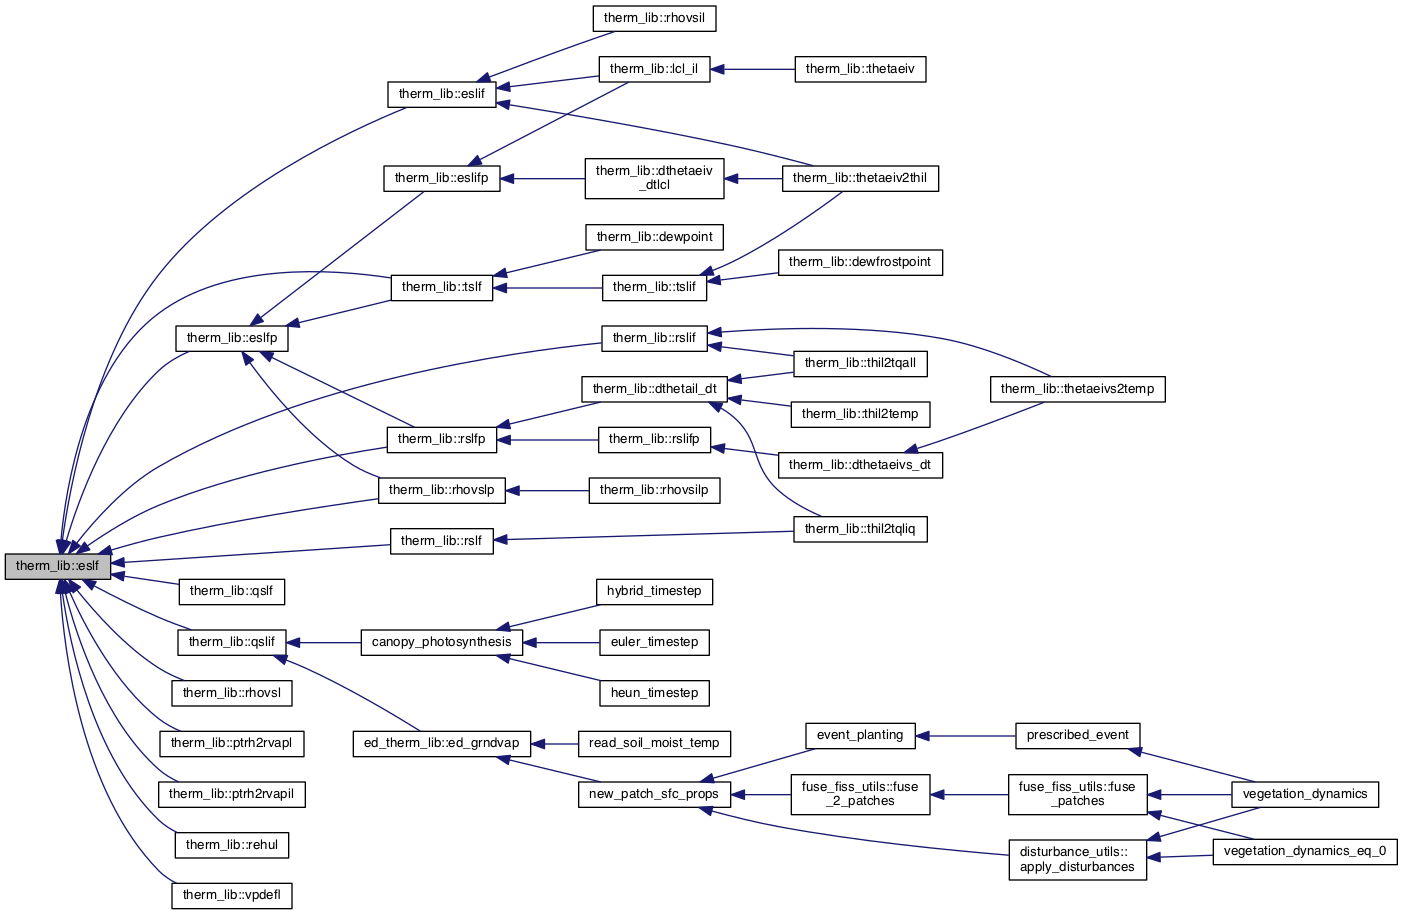 therm_lib::rhovsil
therm_lib::lcl_il
therm_lib::thetaeiv
therm_lib::eslif
therm_lib::eslifp
therm_lib::dthetaeiv
_dtlcl
therm_lib::thetaeiv2thil
therm_lib::dewpoint
therm_lib::dewfrostpoint
therm_lib::tslf
therm_lib::tslif
therm_lib::eslfp
therm_lib::rslif
therm_lib::thil2tqall
therm_lib::dthetail_dt
therm_lib::thetaeivs2temp
therm_lib::thil2temp
therm_lib::rslfp
therm_lib::rslifp
therm_lib::dthetaeivs_dt
therm_lib::rhovslp
therm_lib::rhovsilp
therm_lib::thil2tqliq
therm_lib::rslf
therm_lib::eslf
therm_lib::qslf
hybrid_timestep
therm_lib::qslif
canopy_photosynthesis
euler_timestep
therm_lib::rhovsl
heun_timestep
therm_lib::ptrh2rvapl
ed_therm_lib::ed_grndvap
read_soil_moist_temp
event_planting
prescribed_event
therm_lib::ptrh2rvapil
new_patch_sfc_props
fuse_fiss_utils::fuse
_2_patches
fuse_fiss_utils::fuse
_patches
vegetation_dynamics
therm_lib::rehul
disturbance_utils::
apply_disturbances
vegetation_dynamics_eq_0
therm_lib::vpdefl